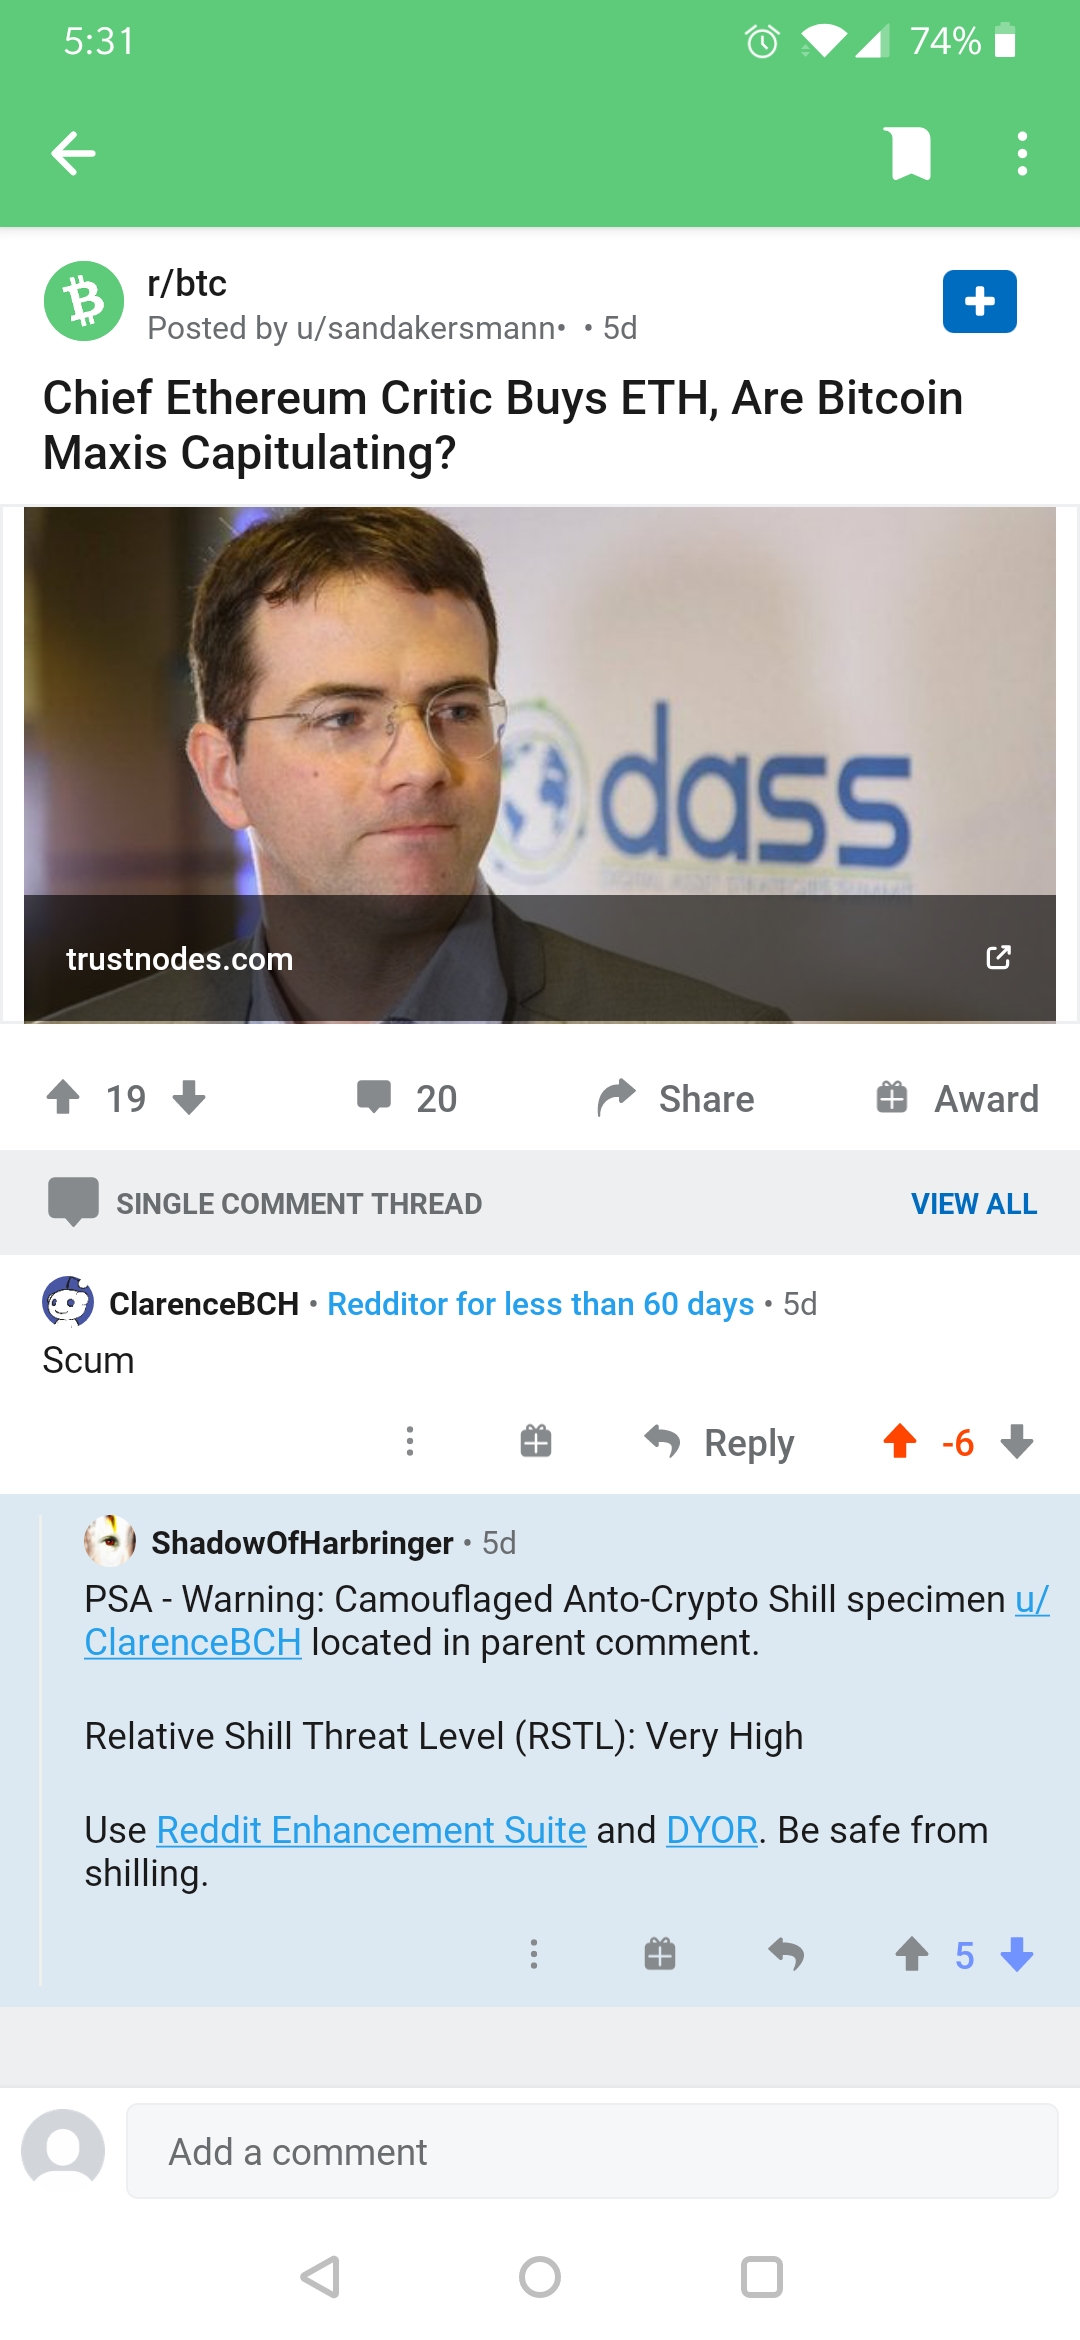 5:31
74%
r/btc
Posted by u/sandakersmann• • 5d
Chief Ethereum Critic Buys ETH, Are Bitcoin
Maxis Capitulating?
dass
trustnodes.com
19
20
Share
Award
SINGLE COMMENT THREAD
VIEW ALL
ClarenceBCH • Redditor for less than 60 days • 5d
Scum
Reply
-6
ShadowOfHarbringer • 5d
PSA - Warning: Camouflaged Anto-Crypto Shill specimen u/
ClarenceBCH located in parent comment.
Relative Shill Threat Level (RSTL): Very High
Use Reddit Enhancement Suite and DYOR. Be safe from
shilling.
5
Add a comment